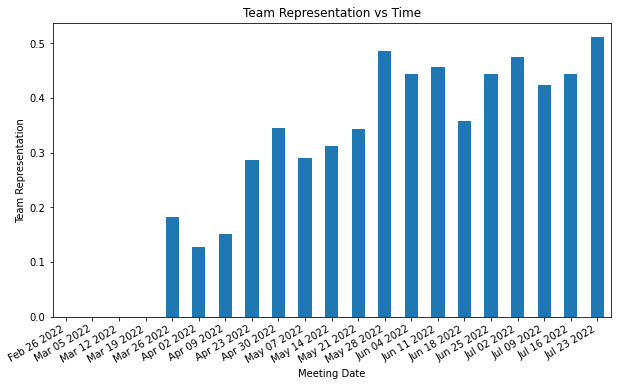 Team Representation vs Time
Team Representation
0.5
0.4
0.3
0.2
0.1
0.0
Feb 26 2022
Mar 05 2022
Mar 12 2022
Mar 19 2022
Mar 26 2022
Apr 02 2022
Apr 09 2022
Apr 23 2022
Apr 30 2022
May 07 2022
May 14 2022
May 21 2022
May 28 2022
Jun 04 2022
Jun 11 2022
Jun 18 2022
Jun 25 2022
Jul 02 2022
Jul 09 2022
Jul 16 2022
Jul 23 2022
Meeting Date